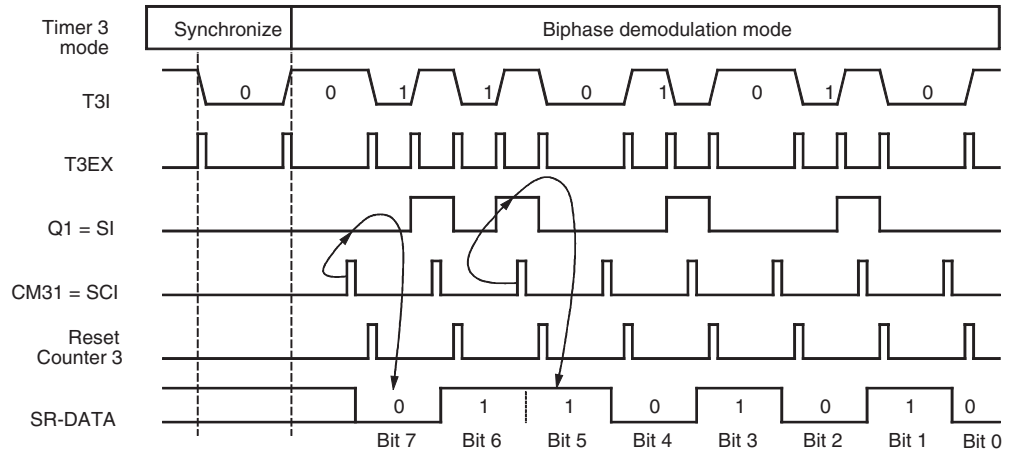 Timer 3
mode
Synchronize
Biphase demodulation mode
T3I
0 0 1 1 0 1 0 1 0
T3EX
Q1 = SI
CM31 = SCI
Reset
Counter 3
SR-DATA
0 1 1 0 1 0 1 0
Bit 7 Bit 6 Bit 5 Bit 4 Bit 3 Bit 2 Bit 1 Bit 0